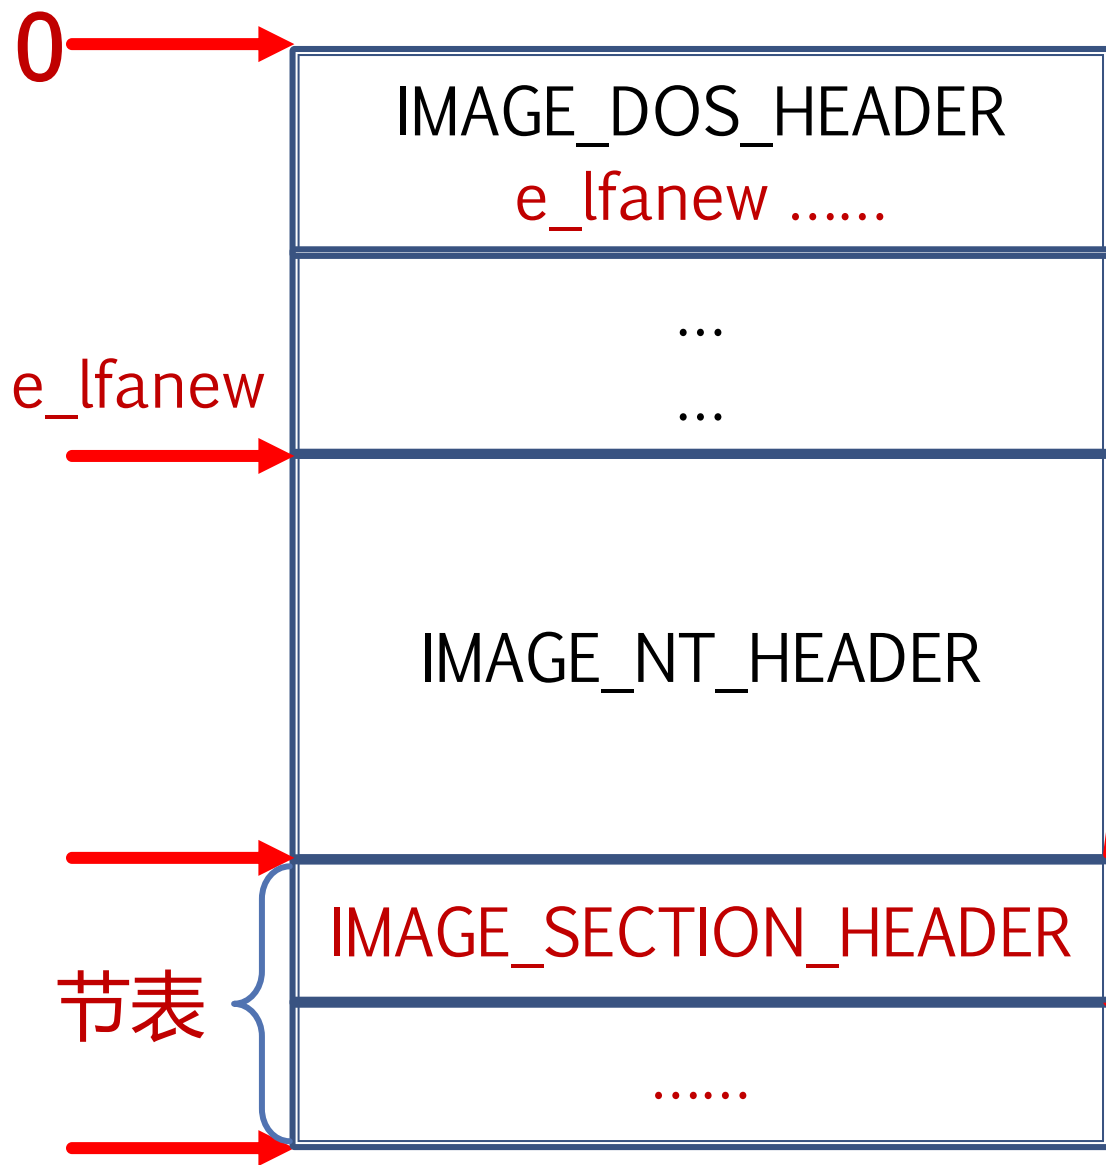 0
IMAGE_DOS_HEADER
e_lfanew ......
...
e_lfanew
...
IMAGE_NT_HEADER
IMAGE_SECTION_HEADER
节表
......